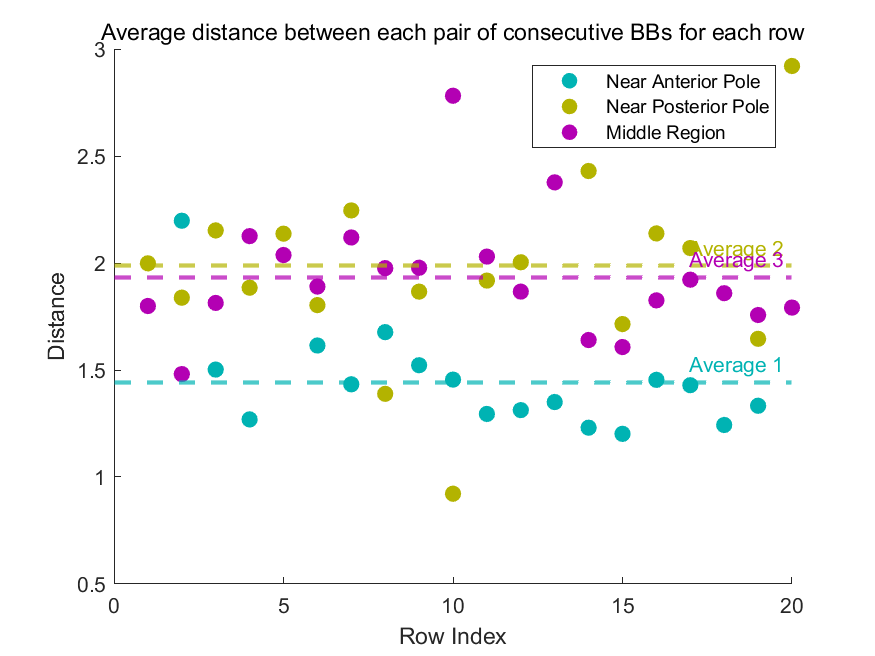 Average distance between each pair of consecutive BBs for each row
Near Anterior Pole
Near Posterior Pole
Middle Region
3
2.5
2
1.5
1
0.5
Distance
Average 2
Average 3
Average 1
0
5
10
15
20
Row Index